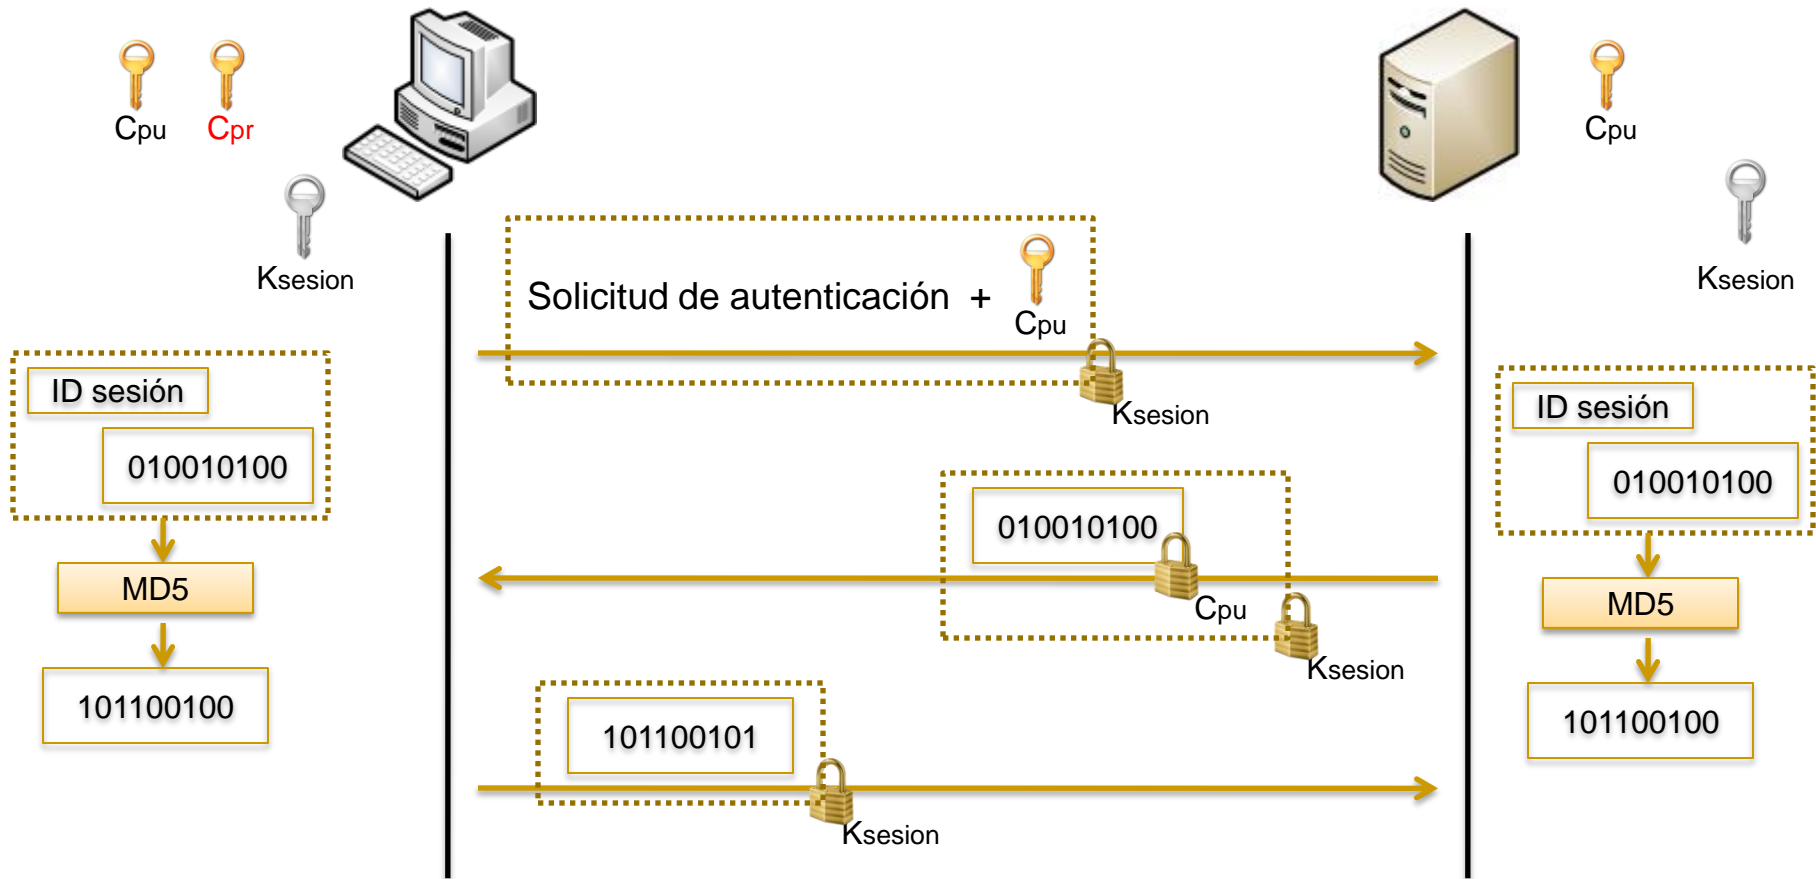 Cpu
Cpr
Cpu
Ksesion
Ksesion
Solicitud de autenticación +
Cpu
Ksesion
ID sesión
010010100
MD5
101100100
ID sesión
010010100
MD5
101100100
010010100
Cpu
Ksesion
101100101
Ksesion